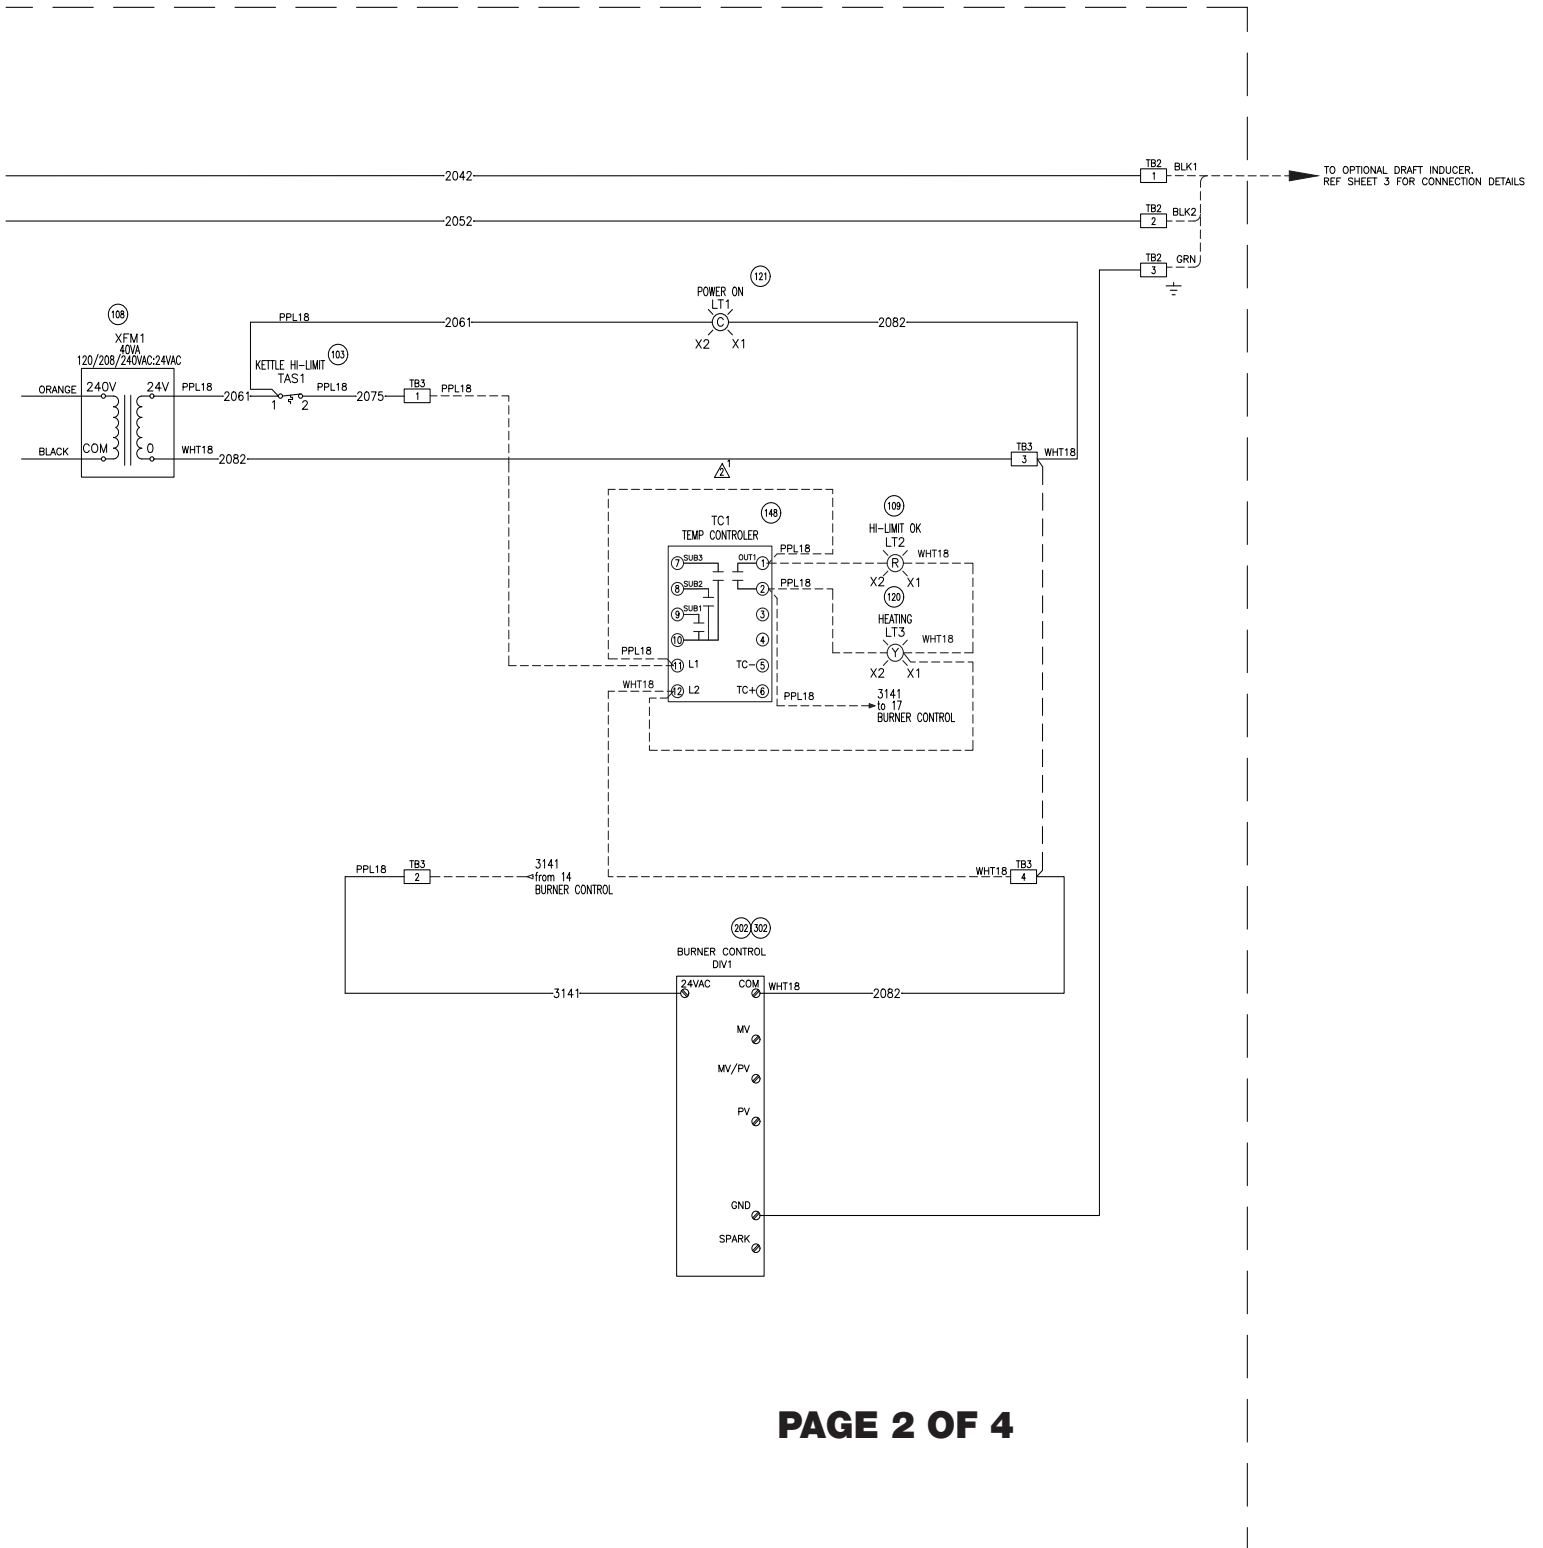 2042
TB2
1
BLK1
TO OPTIONAL DRAFT INDUCER.
REF SHEET 3 FOR CONNECTION DETAILS
2052
TB2
2
BLK2
TB2
3
GRN
121
POWER ON
LT1
PPL18
2061
C
2082
X2
X1
108
XFM1
40VA
120/208/240VAC:24VAC
103
KETTLE HI-LIMIT
TAS1
ORANGE
240V
24V
PPL18
2061
1
2
PPL18
2075
TB3
1
PPL18
BLACK
COM
0
WHT18
2082
TB3
3
WHT18
2
1
148
TC1
TEMP CONTROLER
109
HI-LIMIT OK
LT2
PPL18
WHT18
7
SUB3
OUT1
1
R
X2
X1
8
SUB2
2
PPL18
120
9
SUB1
3
HEATING
LT3
10
4
WHT18
Y
PPL18
11
L1
TC-
5
X2
X1
WHT18
12
L2
TC+
6
PPL18
3141
to 17
BURNER CONTROL
PPL18
TB3
2
3141
from 14
BURNER CONTROL
WHT18
TB3
4
202
302
BURNER CONTROL
DIV1
3141
24VAC
COM
WHT18
2082
MV
MV/PV
PV
GND
SPARK
PAGE 2 OF 4